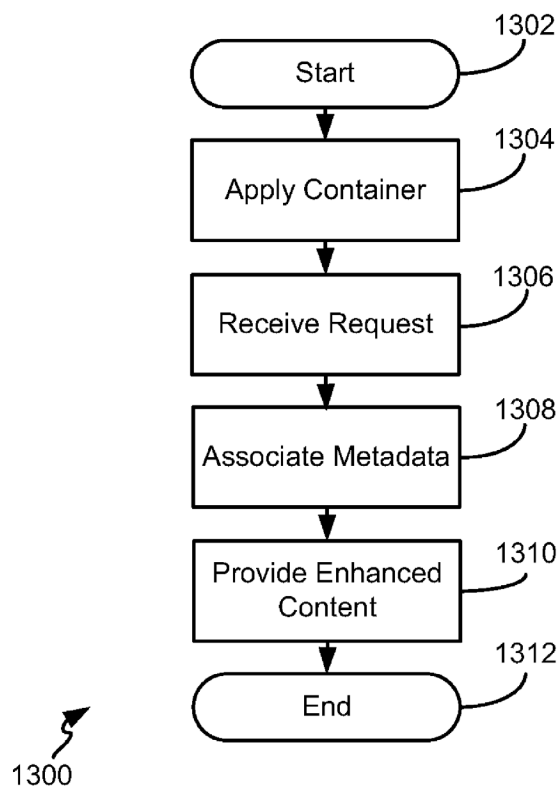 1302
Start
1304
Apply Container
1306
Receive Request
1308
Associate Metadata
1310
Provide Enhanced
Content
1312
End
1300